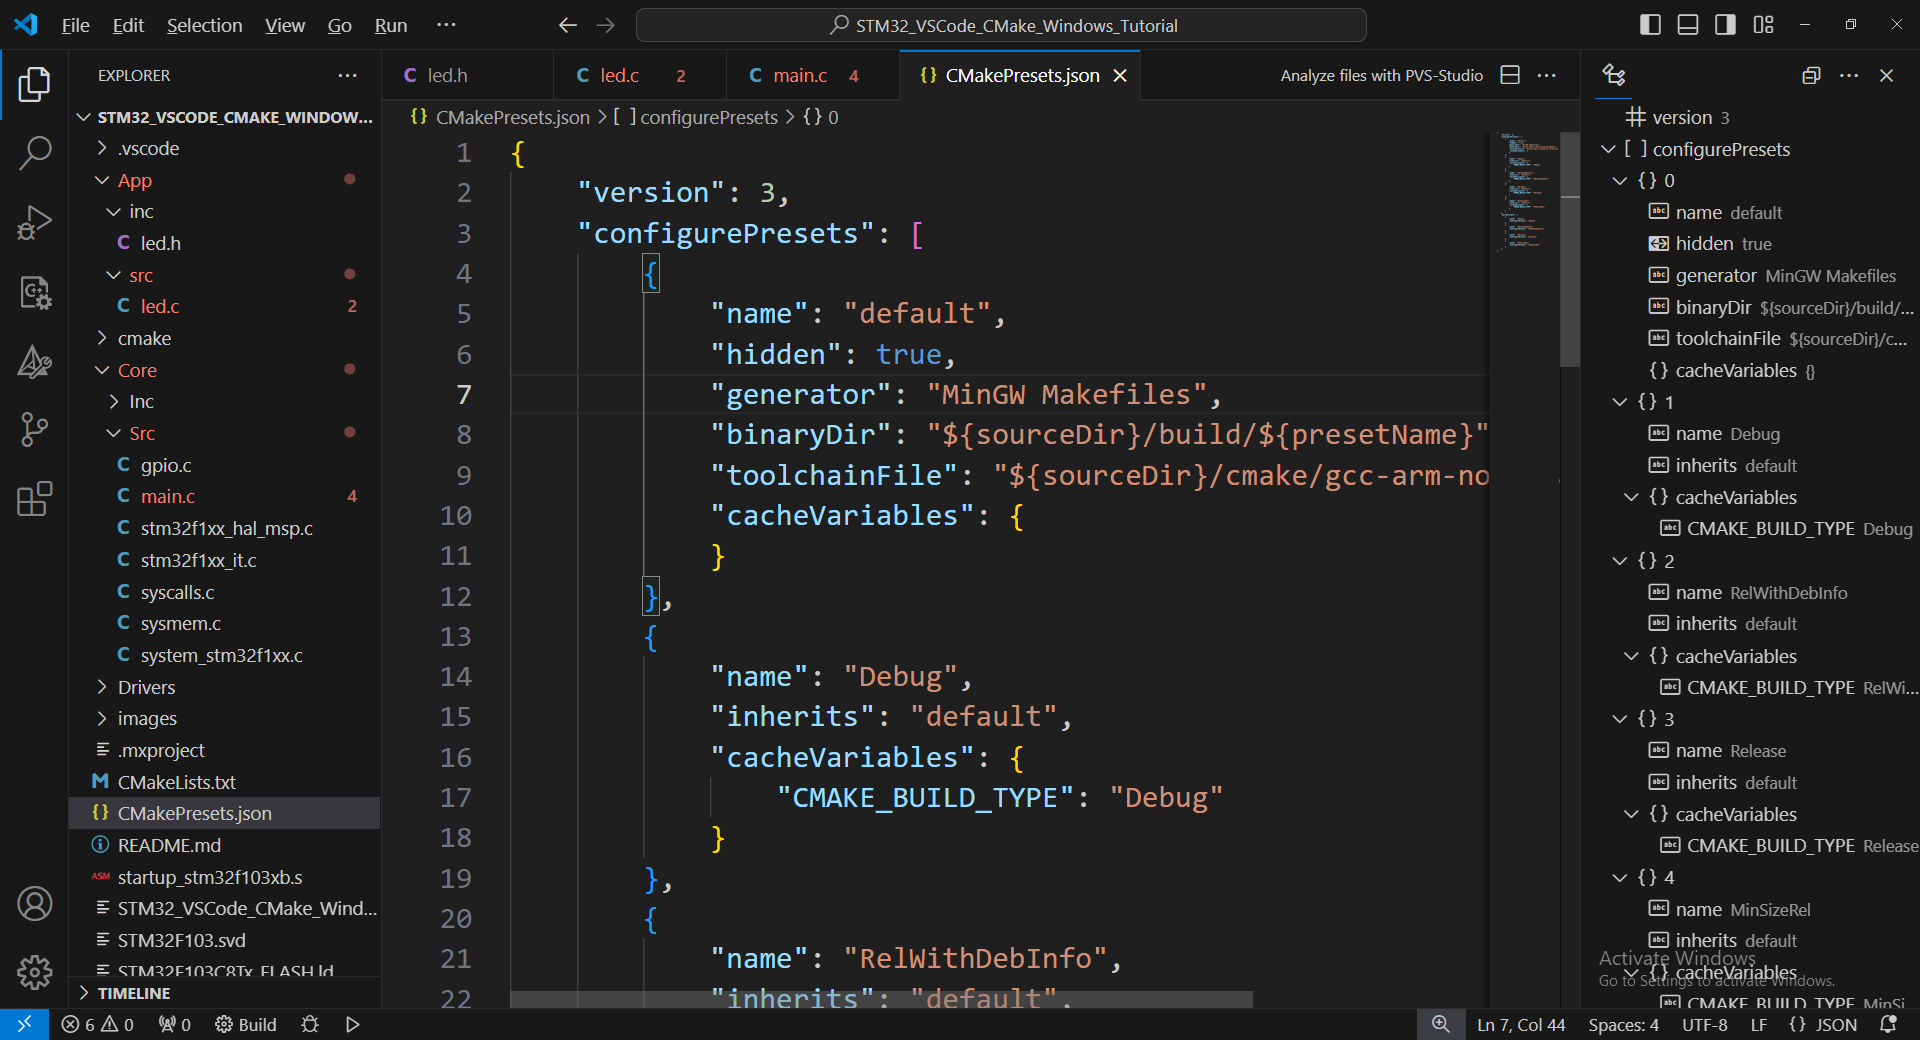 File Edit Selection View Go Run ···
STM32_VSCode_CMake_Windows_Tutorial
EXPLORER
STM32_VSCODE_CMAKE_WINDOW...
.vscode
App
inc
led.h
src
led.c 2
cmake
Core
Inc
Src
gpio.c
main.c 4
stm32f1xx_hal_msp.c
stm32f1xx_it.c
syscalls.c
sysmem.c
system_stm32f1xx.c
Drivers
images
.mxproject
CMakeLists.txt
CMakePresets.json
README.md
ASM startup_stm32f103xb.s
STM32_VSCode_CMake_Wind...
STM32F103.svd
STM32F103C8Tx_FLASH.ld
TIMELINE
led.h
led.c 2
main.c 4
{} CMakePresets.json
Analyze files with PVS-Studio
{} CMakePresets.json > [ ] configurePresets > {} 0
1 {
2 "version": 3,
3 "configurePresets": [
4 {
5 "name": "default",
6 "hidden": true,
7 "generator": "MinGW Makefiles",
8 "binaryDir": "${sourceDir}/build/${presetName}"
9 "toolchainFile": "${sourceDir}/cmake/gcc-arm-no
10 "cacheVariables": {
11 }
12 },
13 {
14 "name": "Debug",
15 "inherits": "default",
16 "cacheVariables": {
17 "CMAKE_BUILD_TYPE": "Debug"
18 }
19 },
20 {
21 "name": "RelWithDebInfo",
22 "inherits": "default",
version 3
[ ] configurePresets
{} 0
name default
hidden true
generator MinGW Makefiles
binaryDir ${sourceDir}/build/...
toolchainFile ${sourceDir}/c...
{} cacheVariables {}
{} 1
name Debug
inherits default
{} cacheVariables
CMAKE_BUILD_TYPE Debug
{} 2
name RelWithDebInfo
inherits default
{} cacheVariables
CMAKE_BUILD_TYPE RelWi...
{} 3
name Release
inherits default
{} cacheVariables
CMAKE_BUILD_TYPE Release
{} 4
name MinSizeRel
inherits default
{} cacheVariables
CMAKE_BUILD_TYPE MinSi
Activate Windows
Go to Settings to activate Windows.
6 0 0 Build
Ln 7, Col 44 Spaces: 4 UTF-8 LF {} JSON